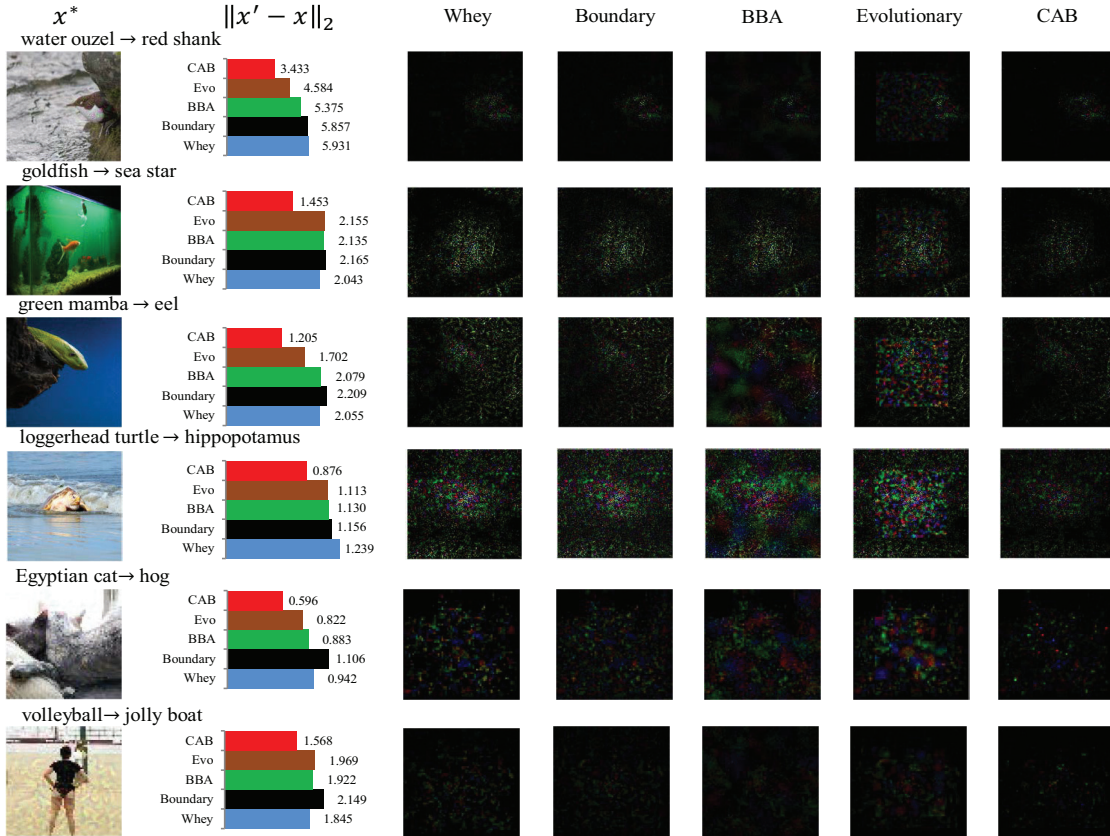 x* ‖x′ − x‖₂ Whey Boundary BBA Evolutionary CAB
water ouzel → red shank
CAB 3.433
Evo 4.584
BBA 5.375
Boundary 5.857
Whey 5.931
goldfish → sea star
CAB 1.453
Evo 2.155
BBA 2.135
Boundary 2.165
Whey 2.043
green mamba → eel
CAB 1.205
Evo 1.702
BBA 2.079
Boundary 2.209
Whey 2.055
loggerhead turtle → hippopotamus
CAB 0.876
Evo 1.113
BBA 1.130
Boundary 1.156
Whey 1.239
Egyptian cat→ hog
CAB 0.596
Evo 0.822
BBA 0.883
Boundary 1.106
Whey 0.942
volleyball→ jolly boat
CAB 1.568
Evo 1.969
BBA 1.922
Boundary 2.149
Whey 1.845